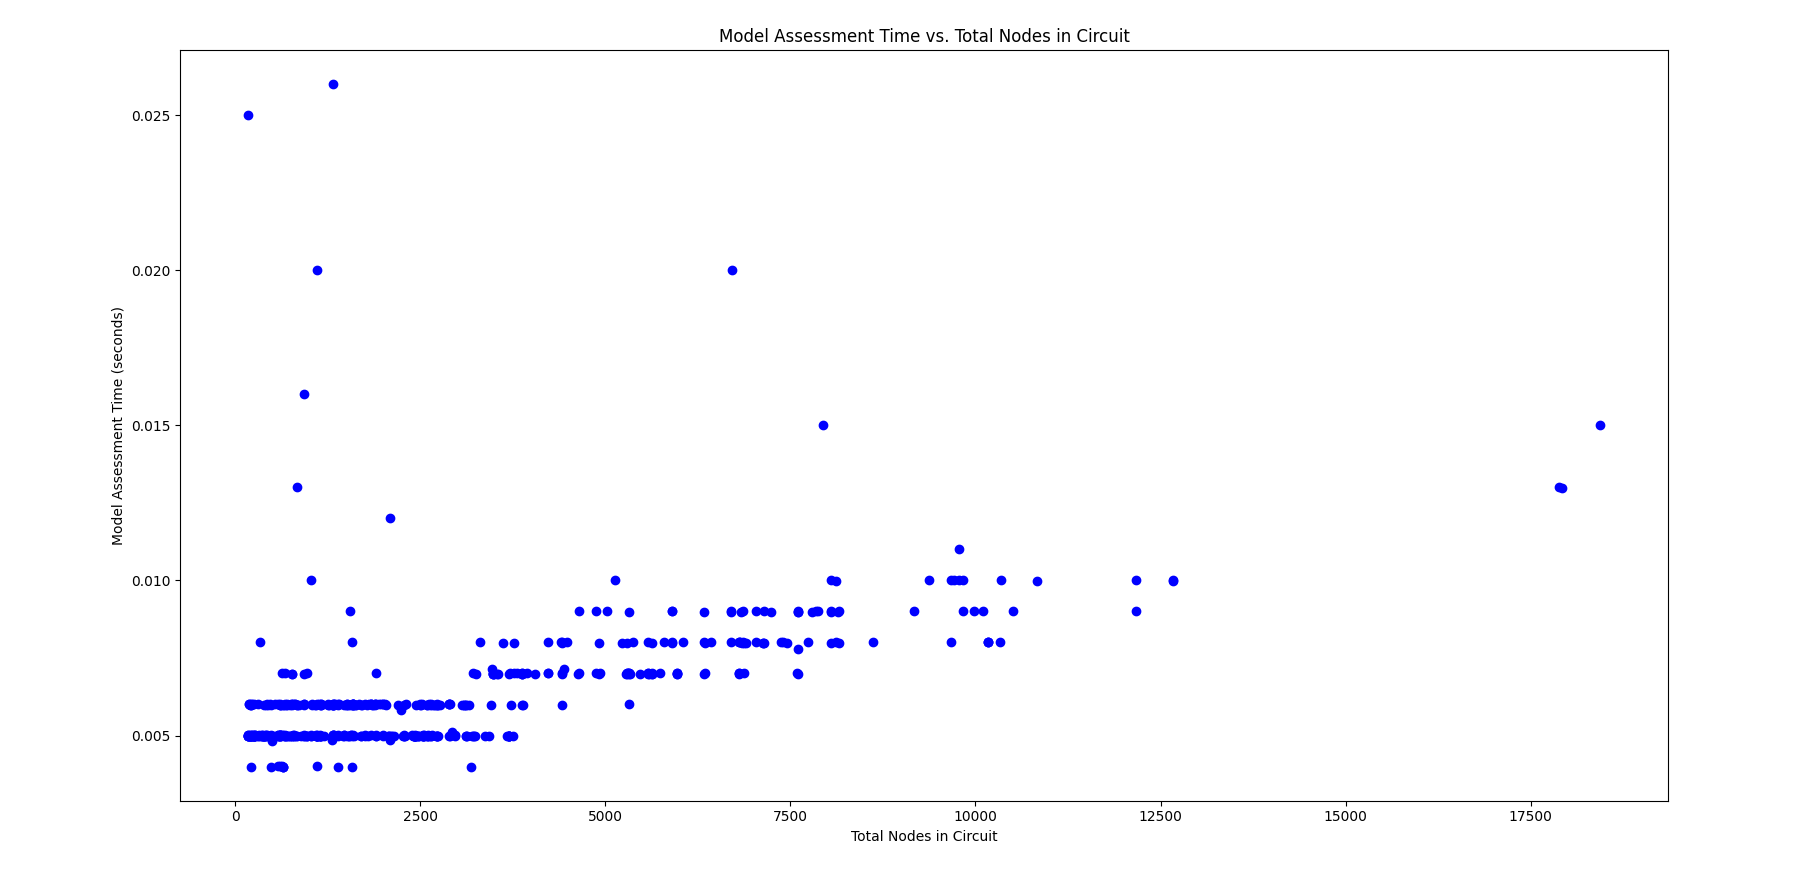 Model Assessment Time vs. Total Nodes in Circuit
0.025
0.020
0.015
0.010
0.005
Model Assessment Time (seconds)
0 2500 5000 7500 10000 12500 15000 17500
Total Nodes in Circuit